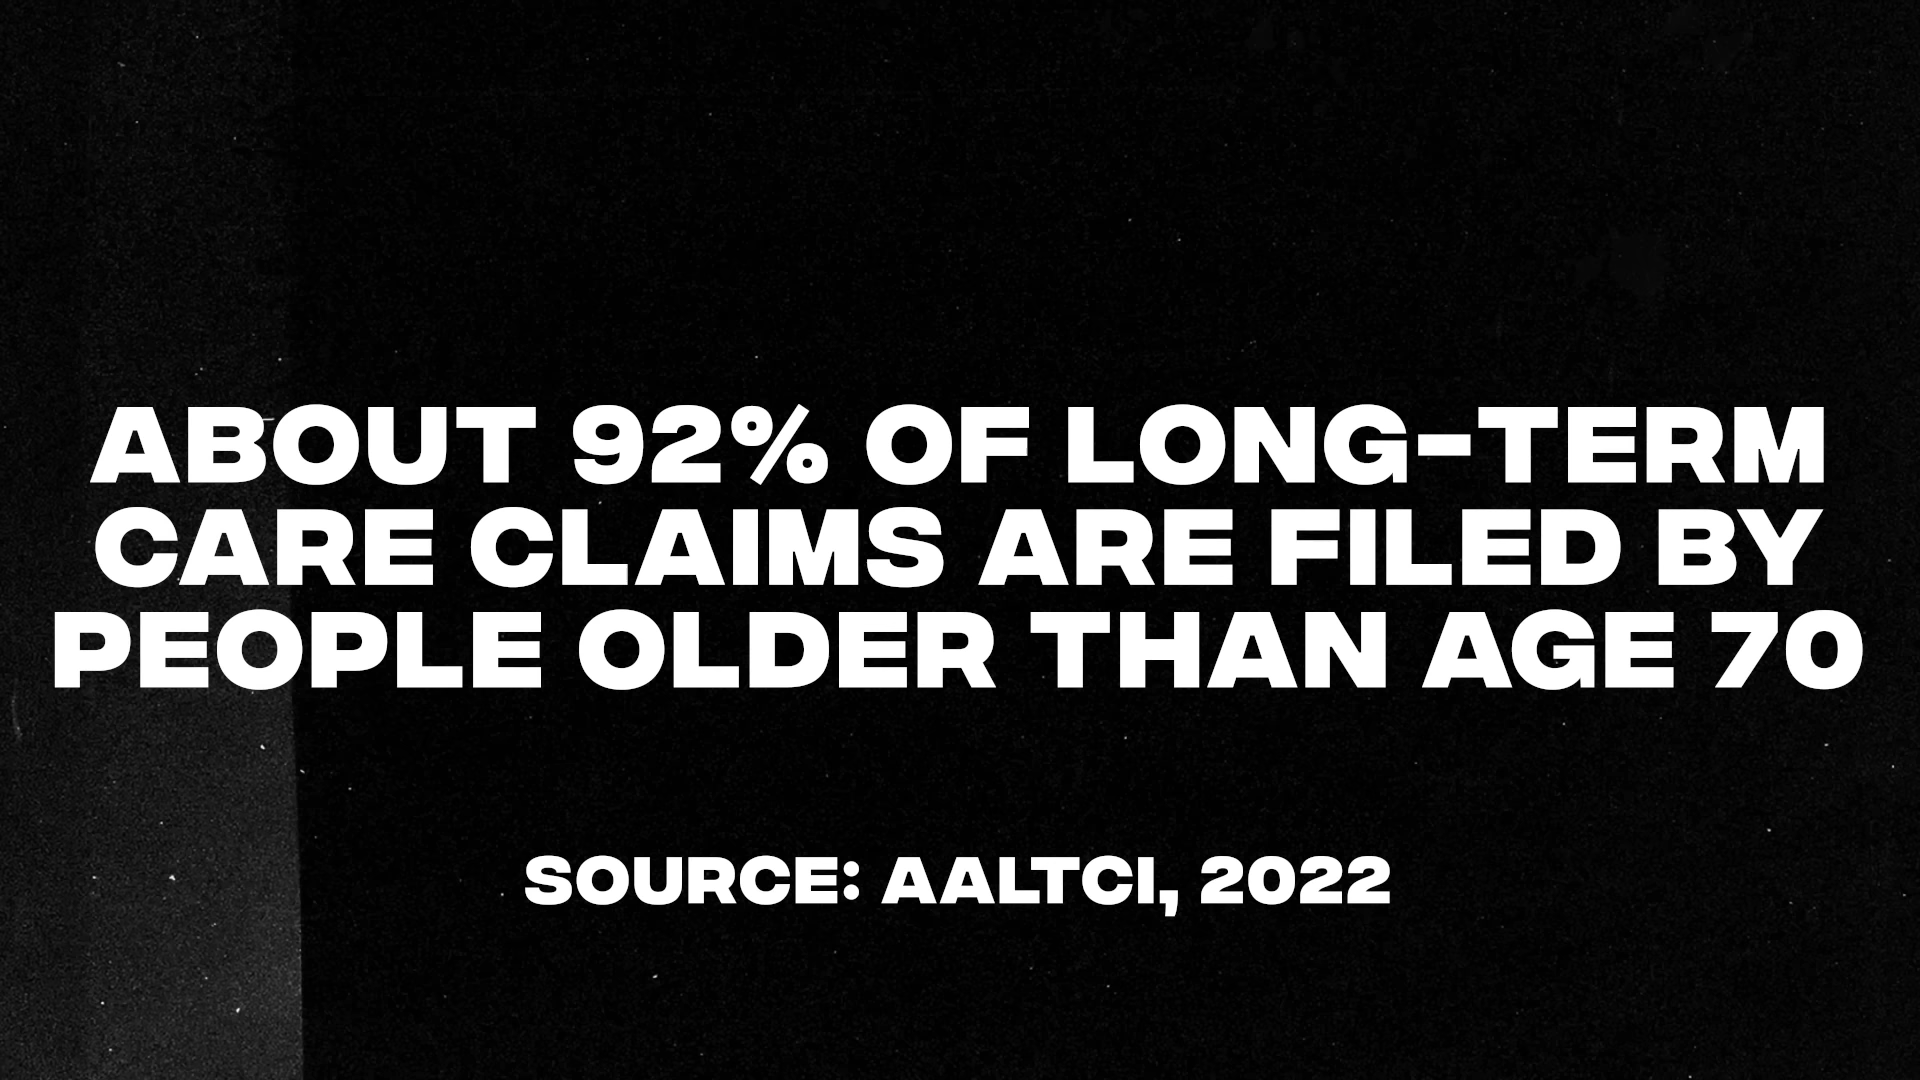 ABOUT 92% OF LONG-TERM
CARE CLAIMS ARE FILED BY
PEOPLE OLDER THAN AGE 70
SOURCE: AALTCI, 2022